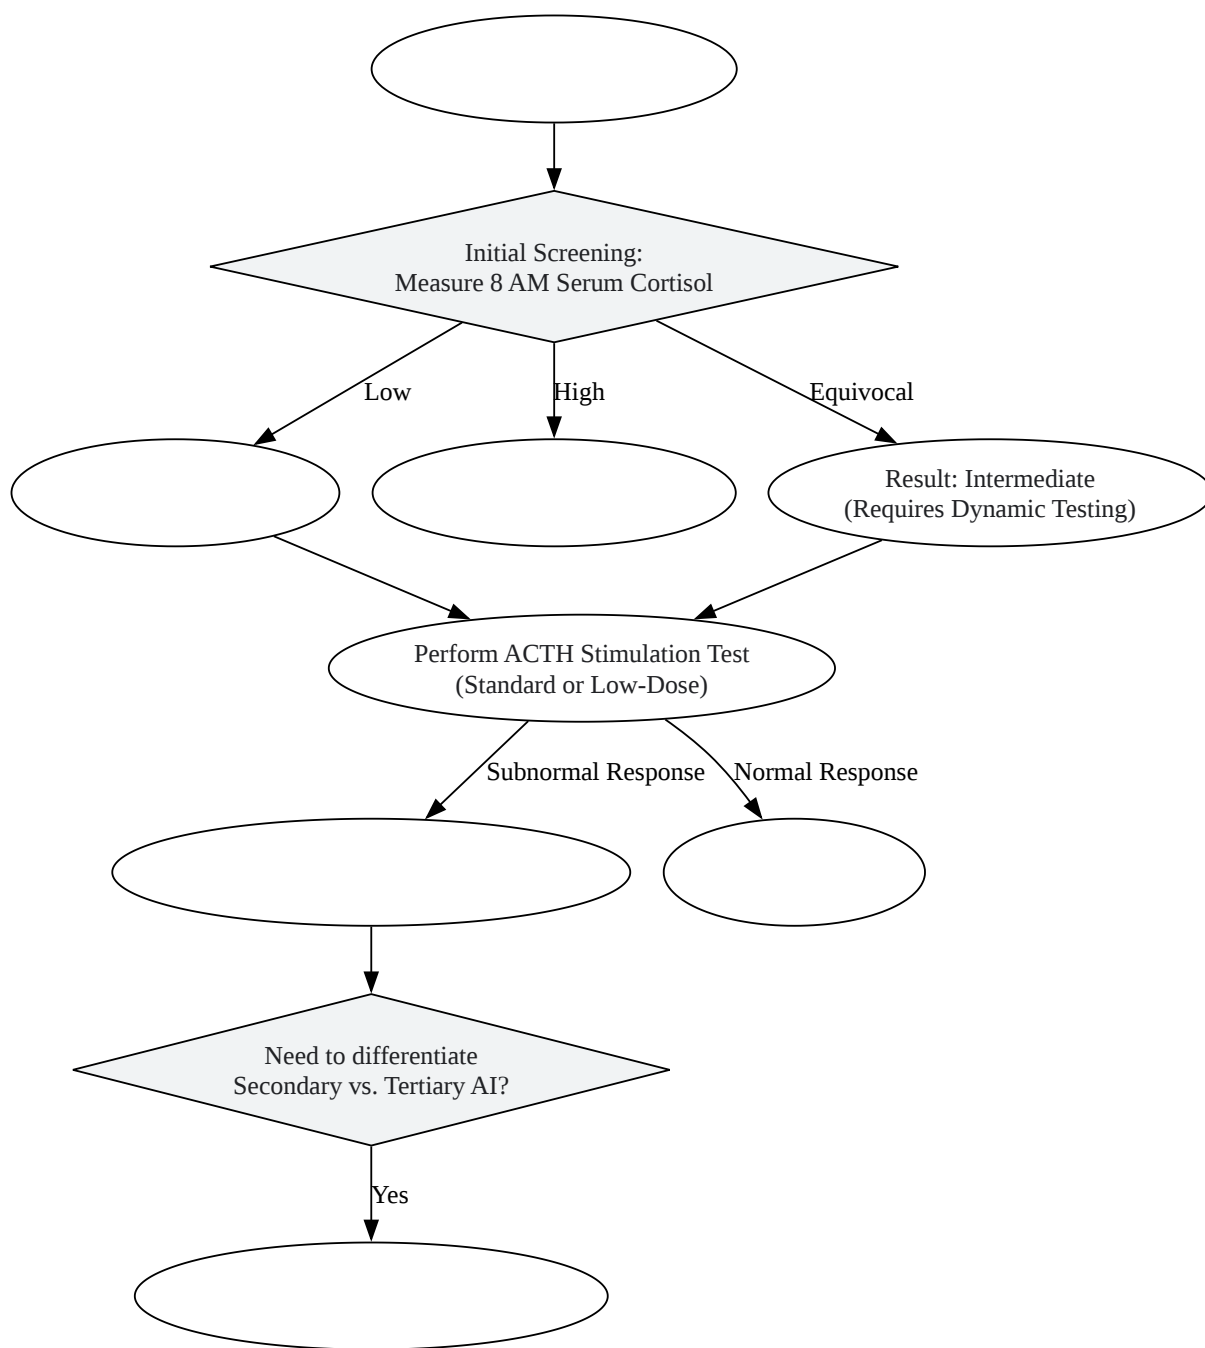 Initial Screening:
Measure 8 AM Serum Cortisol
Low
High
Equivocal
Result: Intermediate
(Requires Dynamic Testing)
Perform ACTH Stimulation Test
(Standard or Low-Dose)
Subnormal Response
Normal Response
Need to differentiate
Secondary vs. Tertiary AI?
Yes